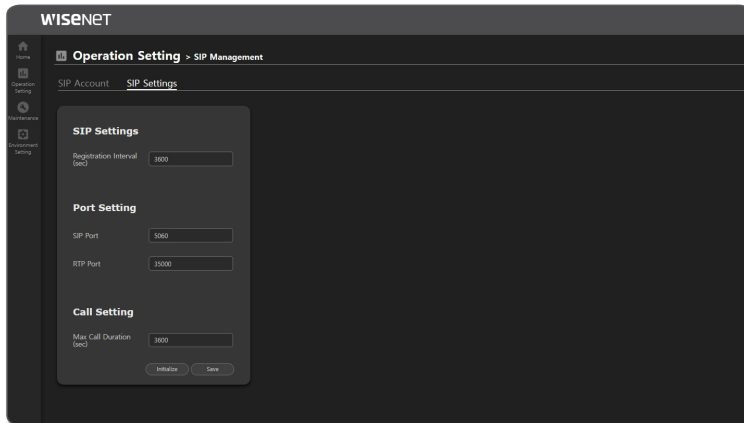 WISENET
Home
Operation Setting > SIP Management
Operation
Setting
SIP Account SIP Settings
Maintenance
Environment
Setting
SIP Settings
Registration Interval
(sec)
3600
Port Setting
SIP Port
5060
RTP Port
35000
Call Setting
Max Call Duration
(sec)
3600
Initialize Save